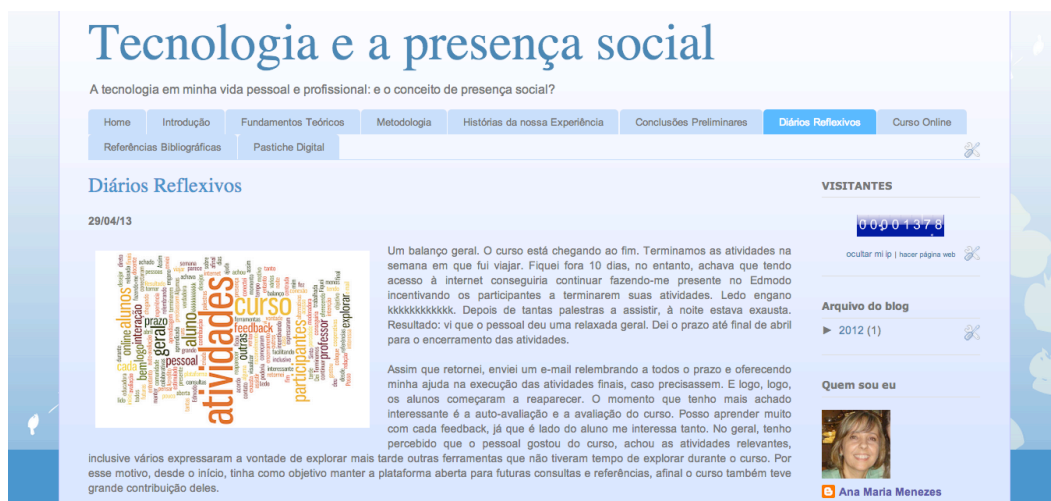 Tecnologia e a presença social
A tecnologia em minha vida pessoal e profissional: e o conceito de presença social?
Home Introdução Fundamentos Teóricos Metodologia Histórias da nossa Experiência Conclusões Preliminares Diários Reflexivos Curso Online
Referências Bibliográficas Pastiche Digital
Diários Reflexivos
29/04/13
atividades
curso
participantes
alunos
aluno
geral
professor
explorar
feedback
outras
pessoal
interação
online
logo
bem
cada
prazo
Um balanço geral. O curso está chegando ao fim. Terminamos as atividades na
semana em que fui viajar. Fiquei fora 10 dias, no entanto, achava que tendo
acesso à internet conseguiria continuar fazendo-me presente no Edmodo
incentivando os participantes a terminarem suas atividades. Ledo engano
kkkkkkkkkkkk. Depois de tantas palestras a assistir, à noite estava exausta.
Resultado: vi que o pessoal deu uma relaxada geral. Dei o prazo até final de abril
para o encerramento das atividades.
Assim que retornei, enviei um e-mail relembrando a todos o prazo e oferecendo
minha ajuda na execução das atividades finais, caso precisassem. E logo, logo,
os alunos começaram a reaparecer. O momento que tenho mais achado
interessante é a auto-avaliação e a avaliação do curso. Posso aprender muito
com cada feedback, já que é lado do aluno me interessa tanto. No geral, tenho
percebido que o pessoal gostou do curso, achou as atividades relevantes,
inclusive vários expressaram a vontade de explorar mais tarde outras ferramentas que não tiveram tempo de explorar durante o curso. Por
esse motivo, desde o início, tinha como objetivo manter a plataforma aberta para futuras consultas e referências, afinal o curso também teve
grande contribuição deles.
VISITANTES
00001378
ocultar mi ip | hacer página web
Arquivo do blog
► 2012 (1)
Quem sou eu
Ana Maria Menezes